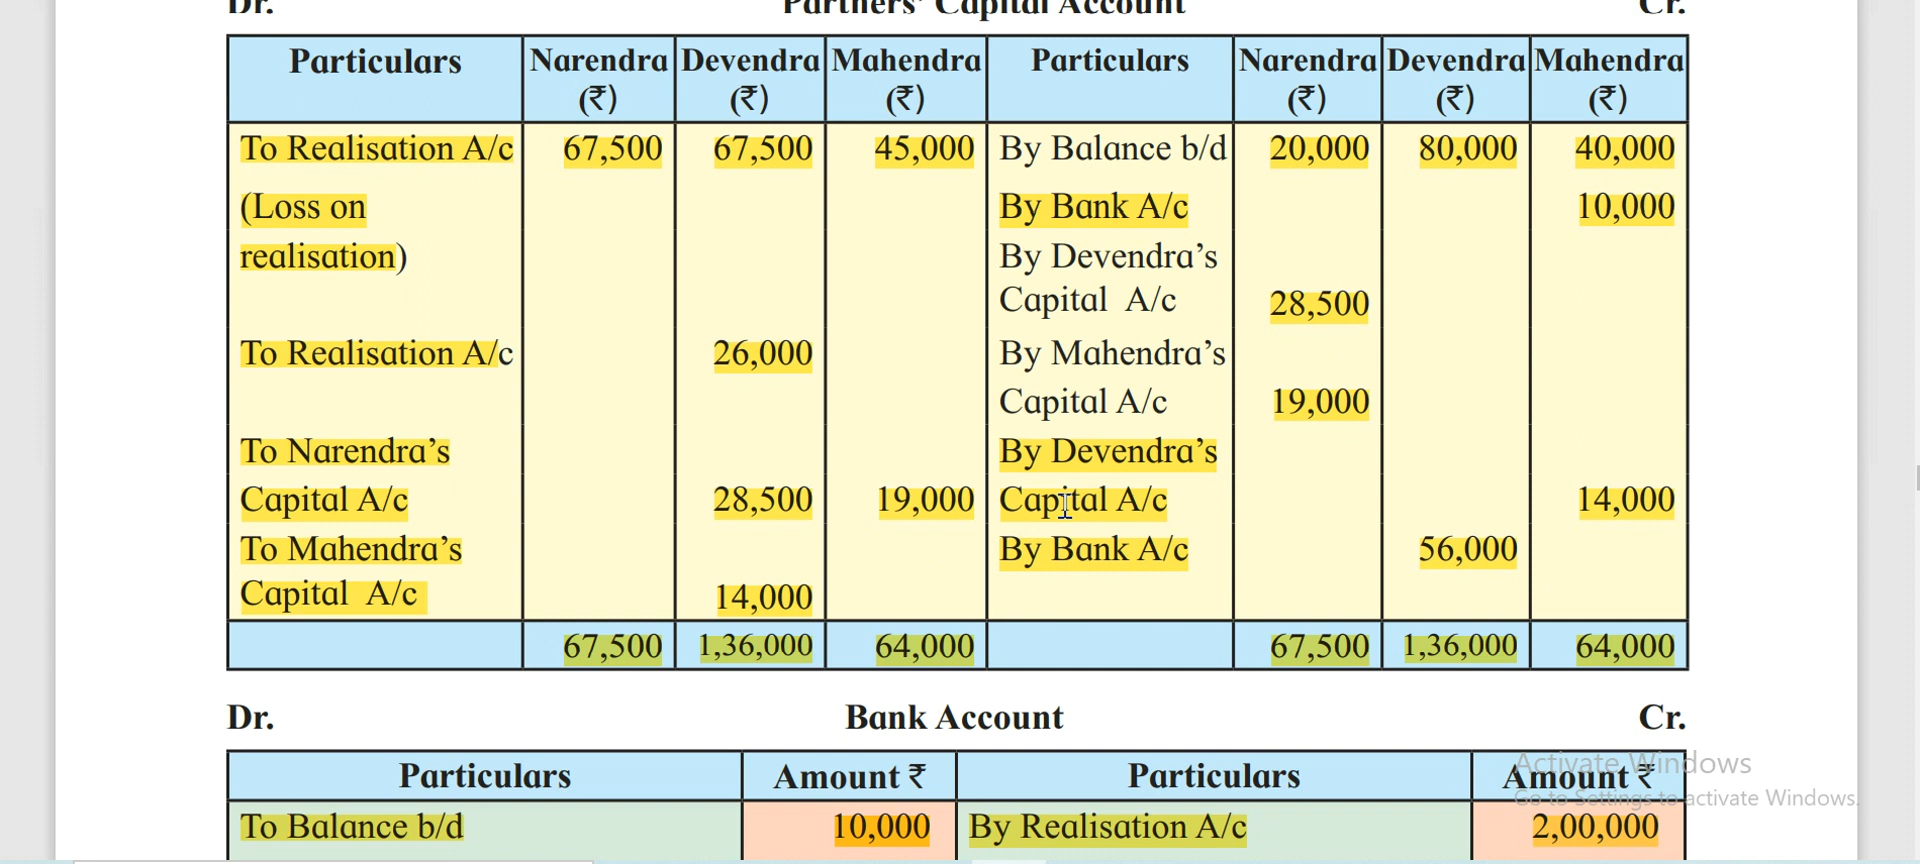 Dr. Partners' Capital Account Cr.
Particulars Narendra Devendra Mahendra Particulars Narendra Devendra Mahendra
(₹) (₹) (₹) (₹) (₹) (₹)
To Realisation A/c 67,500 67,500 45,000 By Balance b/d 20,000 80,000 40,000
(Loss on By Bank A/c 10,000
realisation) By Devendra’s
Capital A/c 28,500
To Realisation A/c 26,000 By Mahendra’s
Capital A/c 19,000
To Narendra’s By Devendra’s
Capital A/c 28,500 19,000 Capital A/c 14,000
To Mahendra’s By Bank A/c 56,000
Capital A/c 14,000
67,500 1,36,000 64,000 67,500 1,36,000 64,000
Dr. Bank Account Cr.
Particulars Amount ₹ Particulars Amount ₹
To Balance b/d 10,000 By Realisation A/c 2,00,000
Activate Windows
Go to Settings to activate Windows.